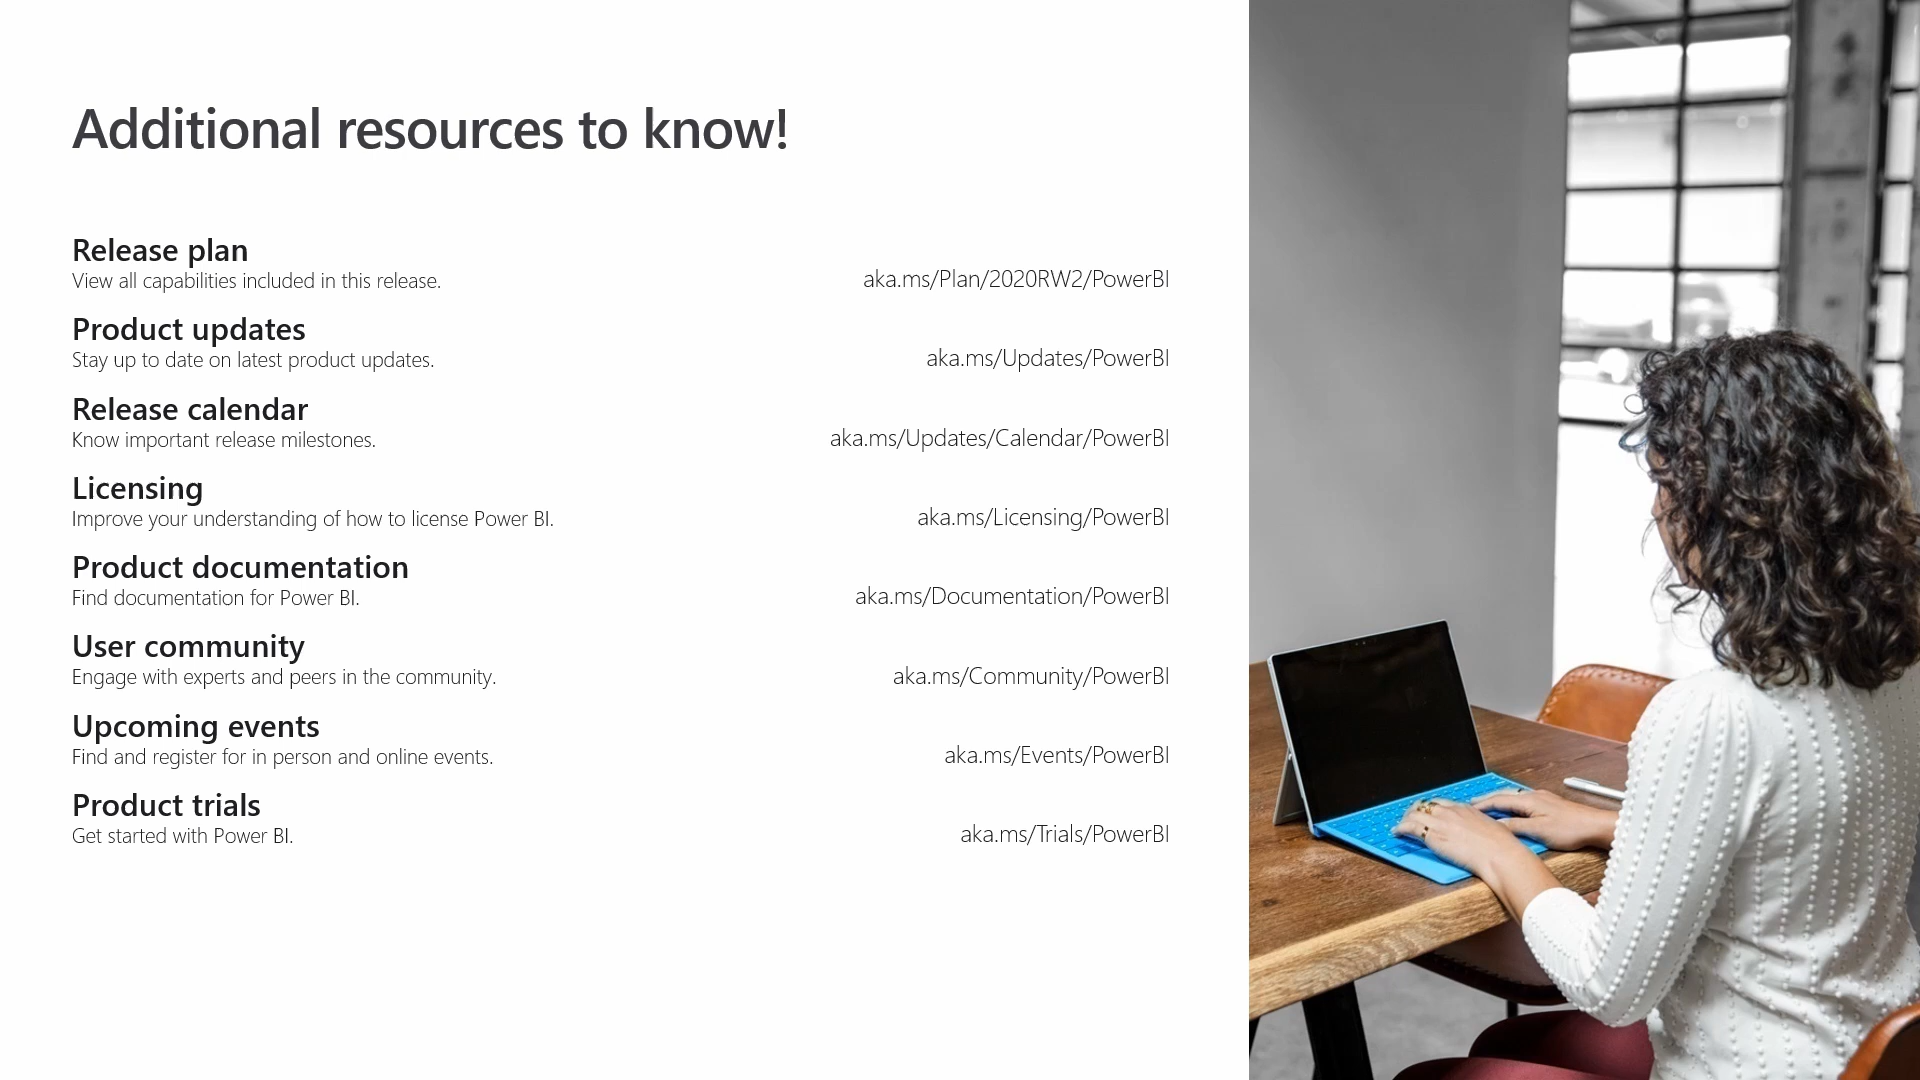 Additional resources to know!
Release plan
View all capabilities included in this release.
aka.ms/Plan/2020RW2/PowerBI
Product updates
Stay up to date on latest product updates.
aka.ms/Updates/PowerBI
Release calendar
Know important release milestones.
aka.ms/Updates/Calendar/PowerBI
Licensing
Improve your understanding of how to license Power BI.
aka.ms/Licensing/PowerBI
Product documentation
Find documentation for Power BI.
aka.ms/Documentation/PowerBI
User community
Engage with experts and peers in the community.
aka.ms/Community/PowerBI
Upcoming events
Find and register for in person and online events.
aka.ms/Events/PowerBI
Product trials
Get started with Power BI.
aka.ms/Trials/PowerBI